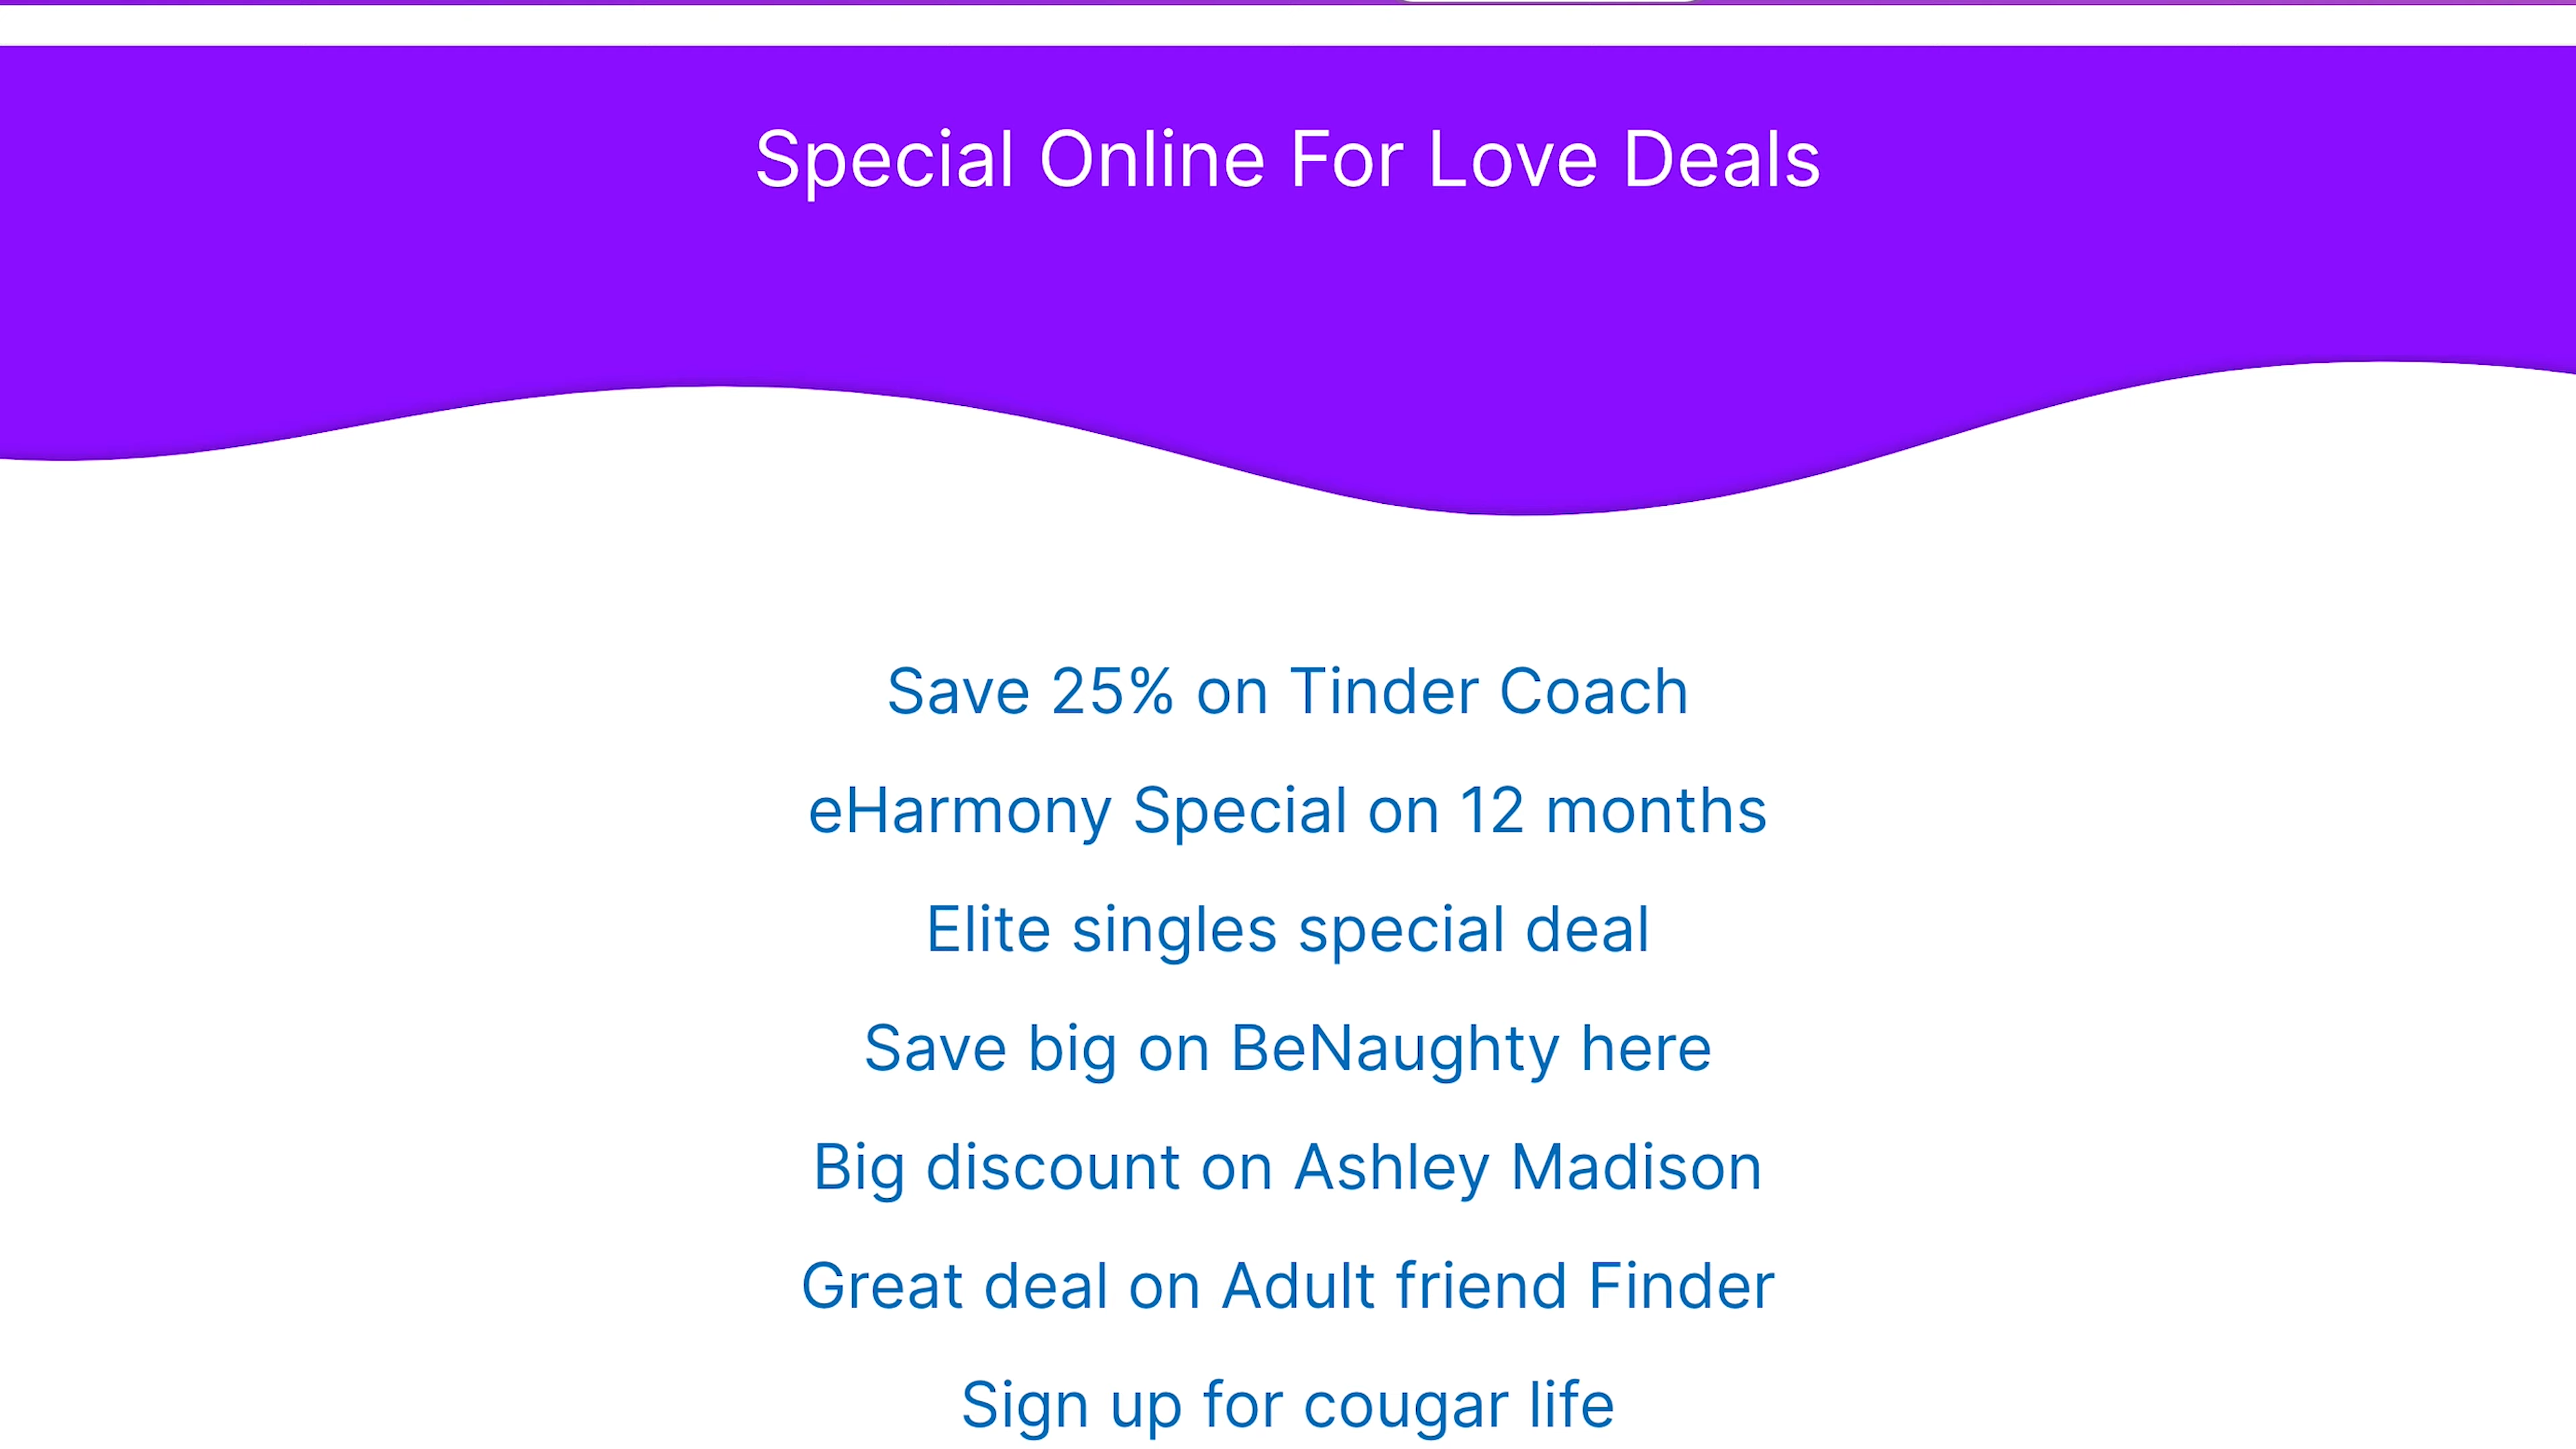 Special Online For Love Deals
Save 25% on Tinder Coach
eHarmony Special on 12 months
Elite singles special deal
Save big on BeNaughty here
Big discount on Ashley Madison
Great deal on Adult friend Finder
Sign up for cougar life